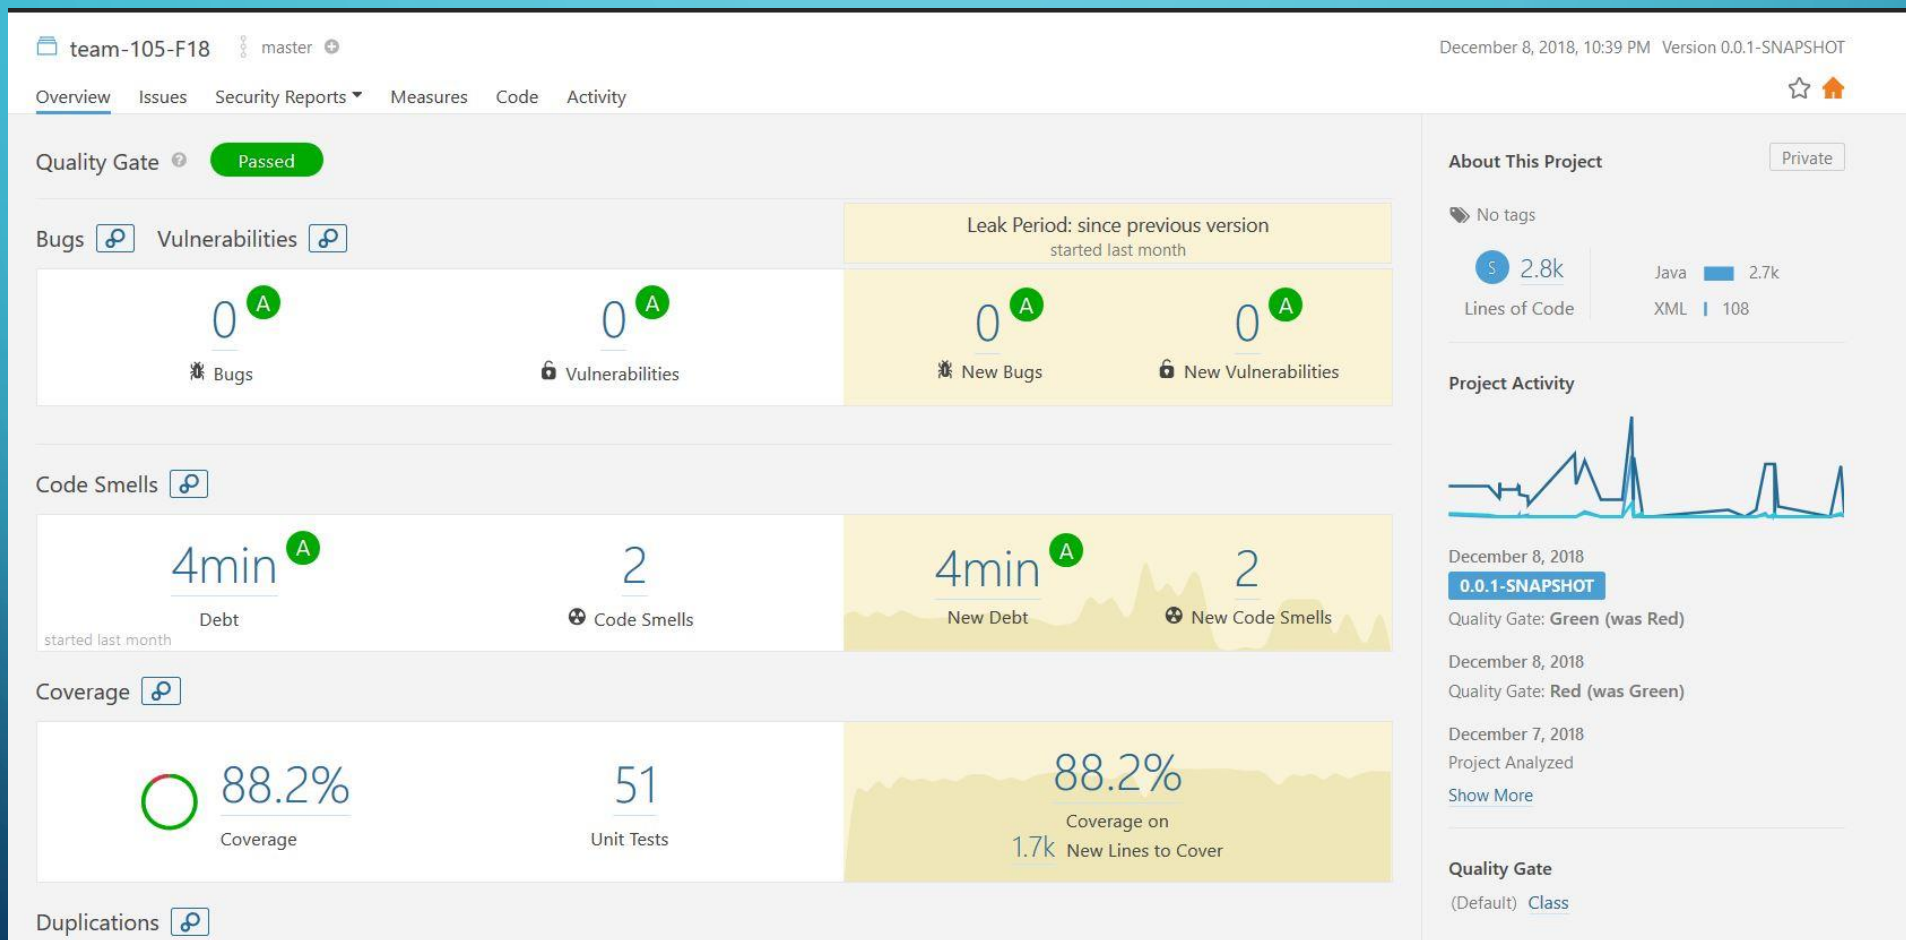 team-105-F18 master
December 8, 2018, 10:39 PM Version 0.0.1-SNAPSHOT
Overview Issues Security Reports Measures Code Activity
Quality Gate ? Passed
Bugs Vulnerabilities
Leak Period: since previous version
started last month
0 A
Bugs
0 A
Vulnerabilities
0 A
New Bugs
0 A
New Vulnerabilities
Code Smells
4min A
Debt
started last month
2
Code Smells
4min A
New Debt
2
New Code Smells
Coverage
88.2%
Coverage
51
Unit Tests
88.2%
Coverage on
1.7k New Lines to Cover
Duplications
About This Project Private
No tags
S 2.8k
Lines of Code
Java 2.7k
XML 108
Project Activity
December 8, 2018
0.0.1-SNAPSHOT
Quality Gate: Green (was Red)
December 8, 2018
Quality Gate: Red (was Green)
December 7, 2018
Project Analyzed
Show More
Quality Gate
(Default) Class